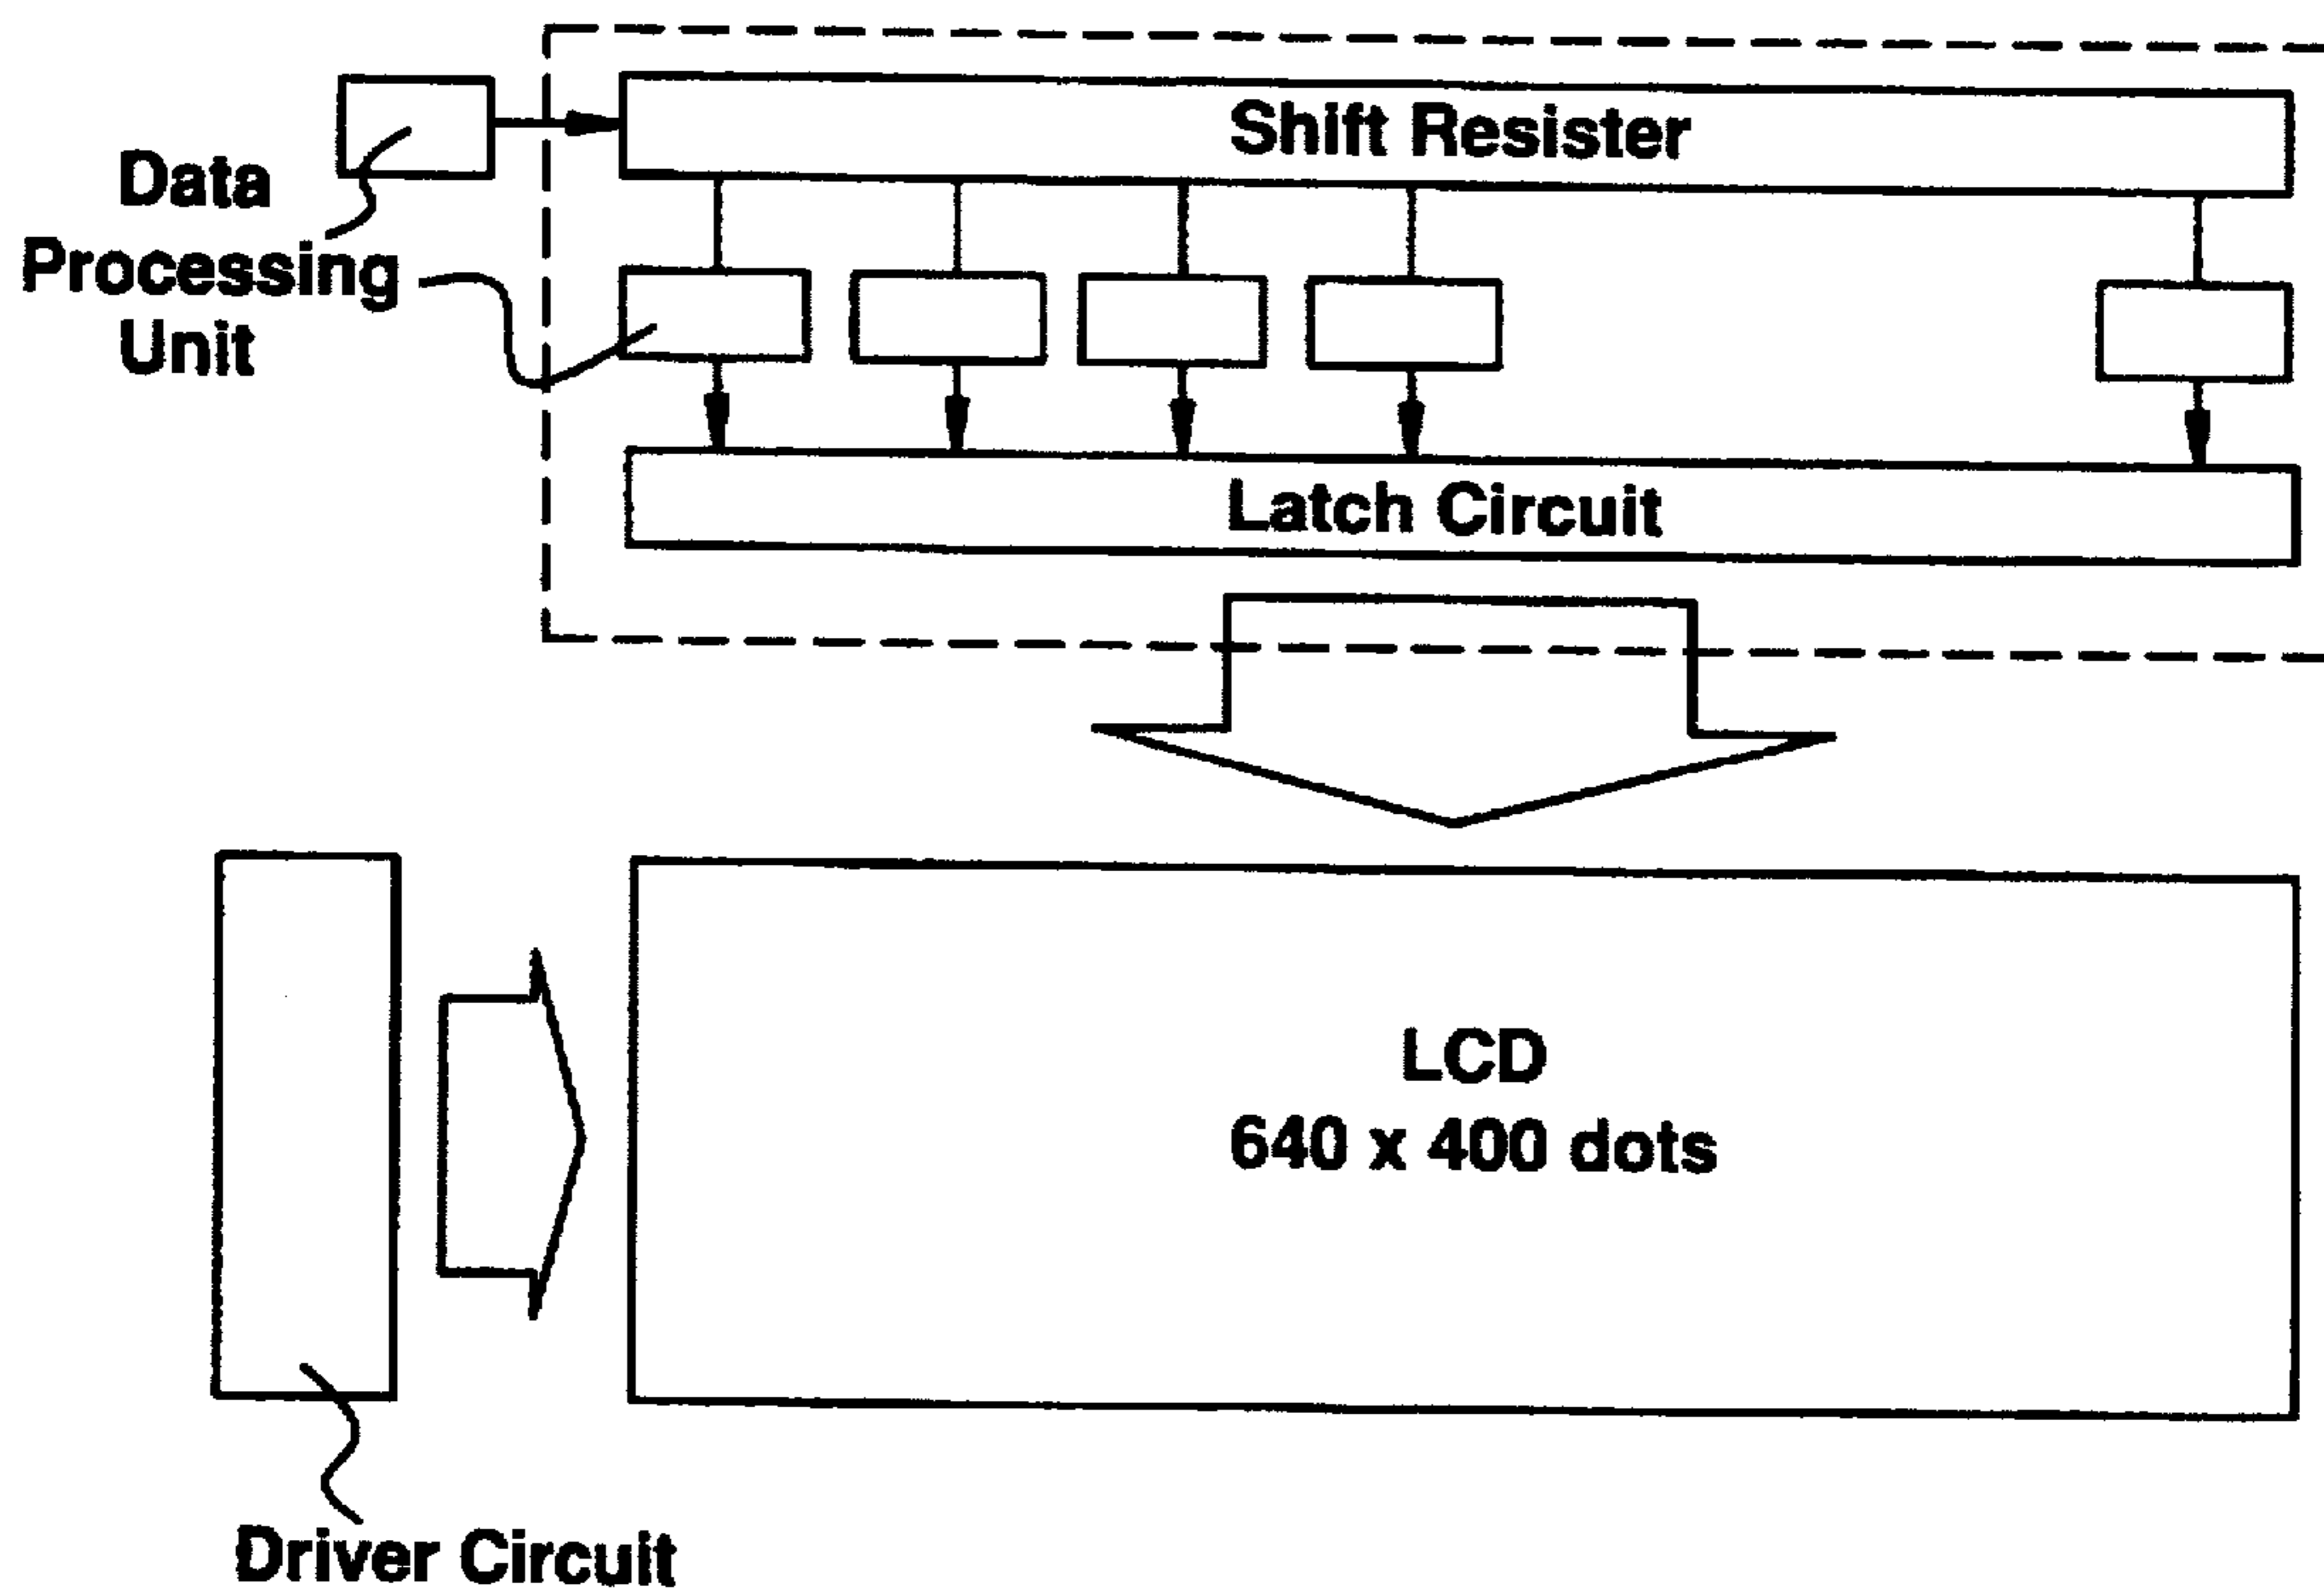 Shift Resister
Data
Processing
Unit
Latch Circuit
LCD
640 x 400 dots
Driver Circuit